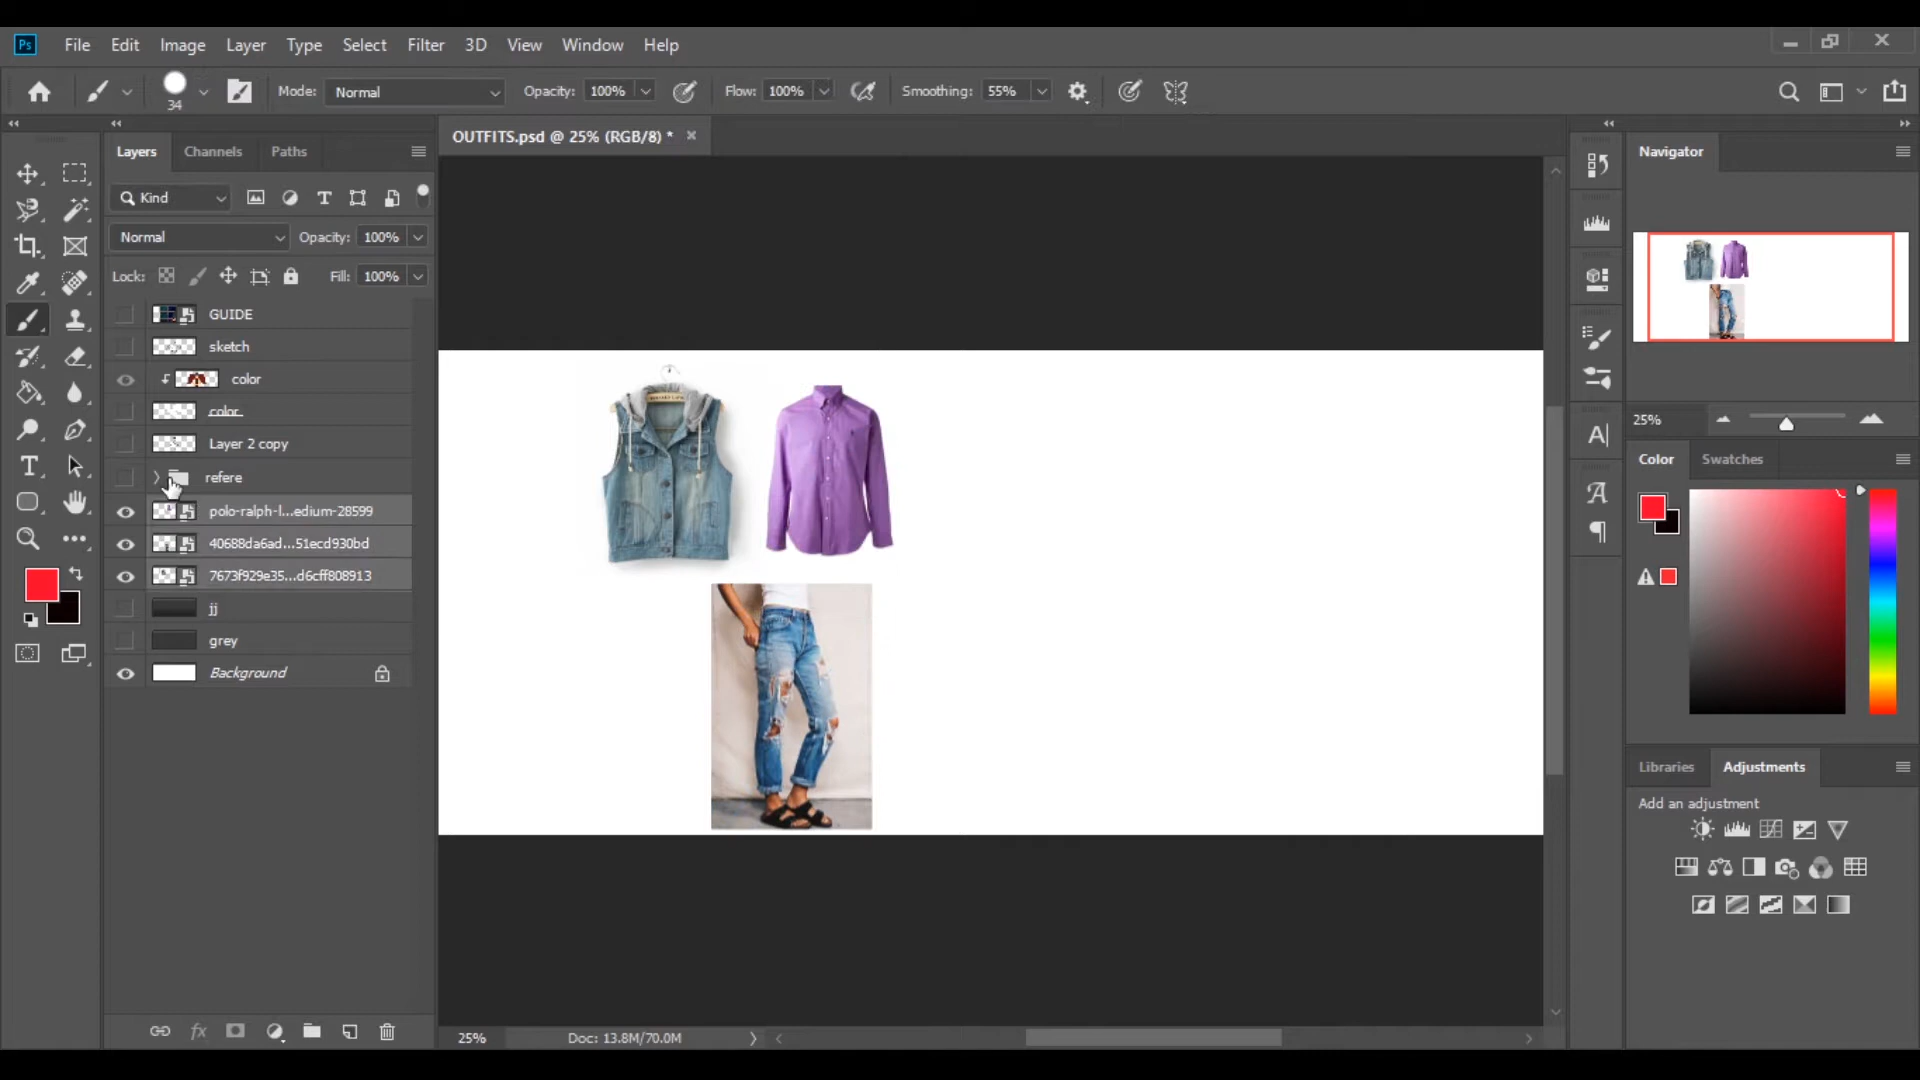 Ps File Edit Image Layer Type Select Filter 3D View Window Help
34 Mode: Normal Opacity: 100% Flow: 100% Smoothing: 55%
Layers Channels Paths
Kind
Normal Opacity: 100%
Lock: Fill: 100%
GUIDE
sketch
color
color
Layer 2 copy
refere
polo-ralph-l...edium-28599
40688da6ad...51ecd930bd
7673f929e35...d6cff808913
jj
grey
Background
OUTFITS.psd @ 25% (RGB/8) *
25% Doc: 13.8M/70.0M
Navigator
25%
Color Swatches
Libraries Adjustments
Add an adjustment